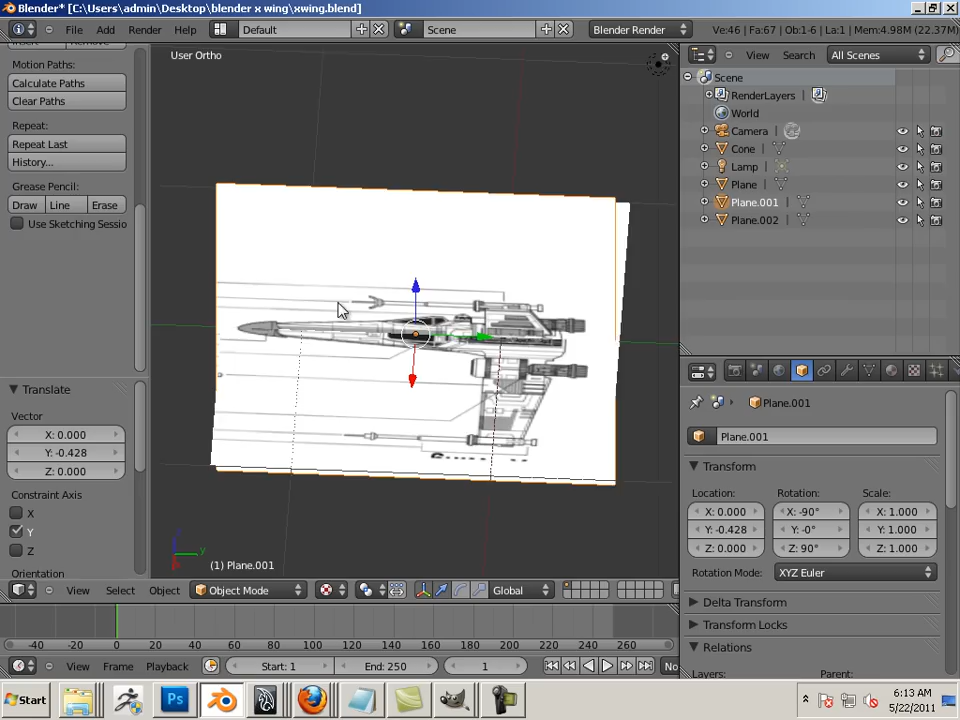 Blender* [C:\Users\admin\Desktop\blender x wing\xwing.blend]
File Add Render Help
Default
Scene
Blender Render
Ve:46 | Fa:67 | Ob:1-6 | La:1 | Mem:4.98M (22.37M)
Motion Paths:
Calculate Paths
Clear Paths
Repeat:
Repeat Last
History...
Grease Pencil:
Draw Line Erase
Use Sketching Sessio
Translate
Vector
X: 0.000
Y: -0.428
Z: 0.000
Constraint Axis
X
Y
Z
Orientation
User Ortho
y
(1) Plane.001
View Search All Scenes
Scene
RenderLayers |
World
Camera
Cone
Lamp
Plane
Plane.001
Plane.002
Plane.001
Plane.001
Transform
Location: Rotation: Scale:
X: 0.000 X: -90° X: 1.000
Y: -0.428 Y: -0° Y: 1.000
Z: 0.000 Z: 90° Z: 1.000
Rotation Mode: XYZ Euler
Delta Transform
Transform Locks
Relations
Layers: Parent:
View Select Object Object Mode Global
-40 -20 0 20 40 60 80 100 120 140 160 180 200 220 240 260
View Frame Playback Start: 1 End: 250 1 No
Start
Ps
6:13 AM
5/22/2011